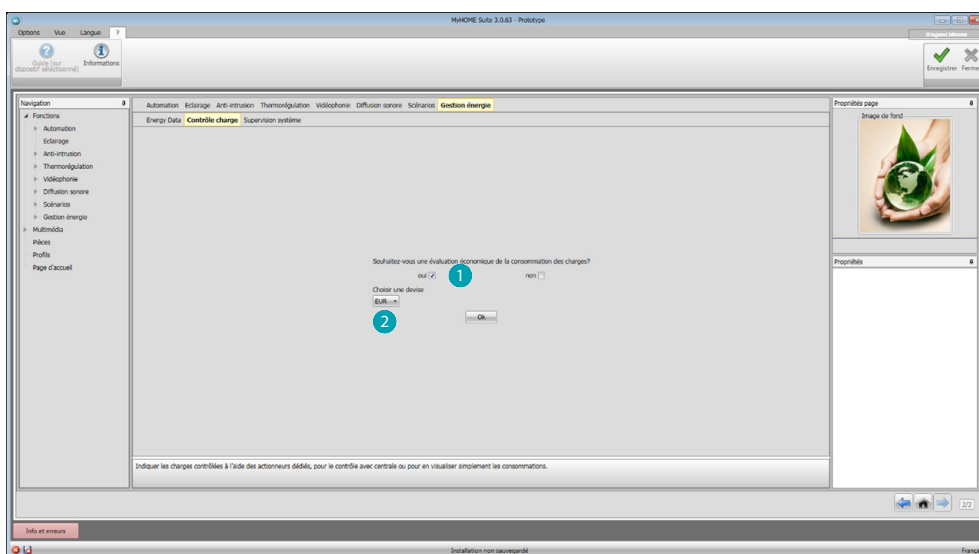 MyHOME Suite 3.0.63 - Prototype
Options Vue Langue ?
Guide (sur dispositif sélectionné)
Informations
Enregistrer
Navigation
Fonctions
Automation
Eclairage
Anti-intrusion
Thermorégulation
Vidéophonie
Diffusion sonore
Scénarios
Gestion énergie
Multimédia
Pièces
Profils
Page d'accueil
Automation Eclairage Anti-intrusion Thermorégulation Vidéophonie Diffusion sonore Scénarios Gestion énergie
Energy Data Contrôle charge Supervision système
Souhaitez-vous une évaluation économique de la consommation des charges?
oui 1 non
Choisir une devise
EUR
2
Ok
Indiquer les charges contrôlées à l'aide des actionneurs dédiés, pour le contrôle avec centrale ou pour en visualiser simplement les consommations.
Propriétés page
Image de fond
Propriétés
2/2
Info et erreurs
Installation non sauvegardé